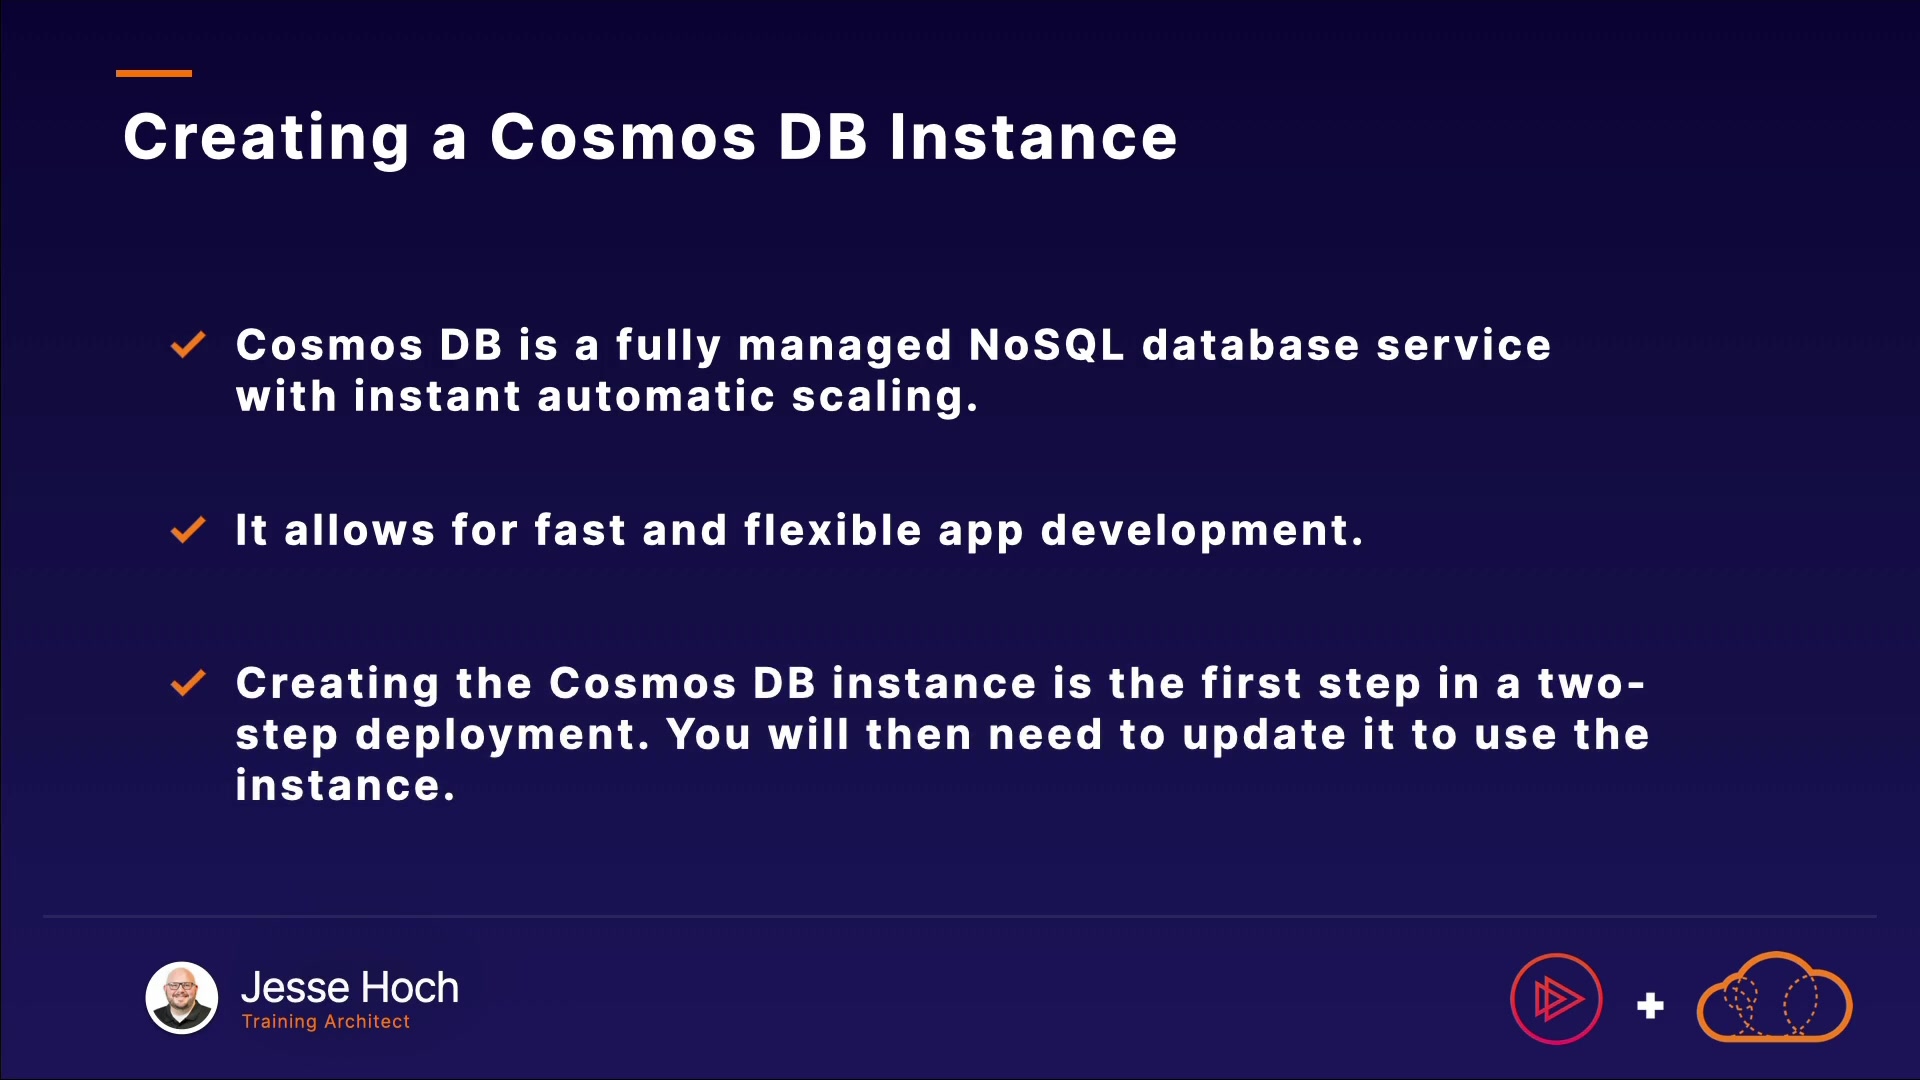 Creating a Cosmos DB Instance
Cosmos DB is a fully managed NoSQL database service
with instant automatic scaling.
It allows for fast and flexible app development.
Creating the Cosmos DB instance is the first step in a two-
step deployment. You will then need to update it to use the
instance.
Jesse Hoch
Training Architect